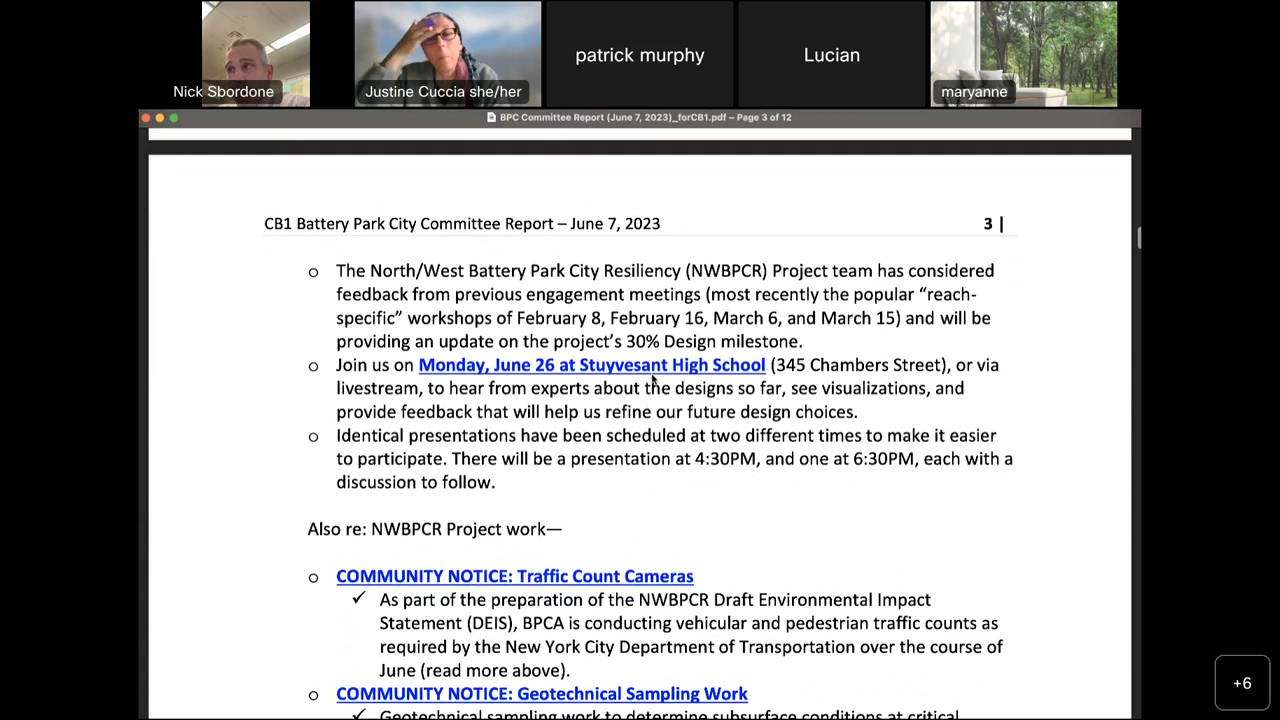 Nick Sbordone
Justine Cuccia she/her
patrick murphy
Lucian
maryanne
BPC Committee Report (June 7, 2023)_forCB1.pdf – Page 3 of 12
CB1 Battery Park City Committee Report – June 7, 2023 3 |
o The North/West Battery Park City Resiliency (NWBPCR) Project team has considered
feedback from previous engagement meetings (most recently the popular “reach-
specific” workshops of February 8, February 16, March 6, and March 15) and will be
providing an update on the project’s 30% Design milestone.
o Join us on Monday, June 26 at Stuyvesant High School (345 Chambers Street), or via
livestream, to hear from experts about the designs so far, see visualizations, and
provide feedback that will help us refine our future design choices.
o Identical presentations have been scheduled at two different times to make it easier
to participate. There will be a presentation at 4:30PM, and one at 6:30PM, each with a
discussion to follow.
Also re: NWBPCR Project work—
o COMMUNITY NOTICE: Traffic Count Cameras
✓ As part of the preparation of the NWBPCR Draft Environmental Impact
Statement (DEIS), BPCA is conducting vehicular and pedestrian traffic counts as
required by the New York City Department of Transportation over the course of
June (read more above).
o COMMUNITY NOTICE: Geotechnical Sampling Work
✓ Geotechnical sampling work to determine subsurface conditions at critical
+6